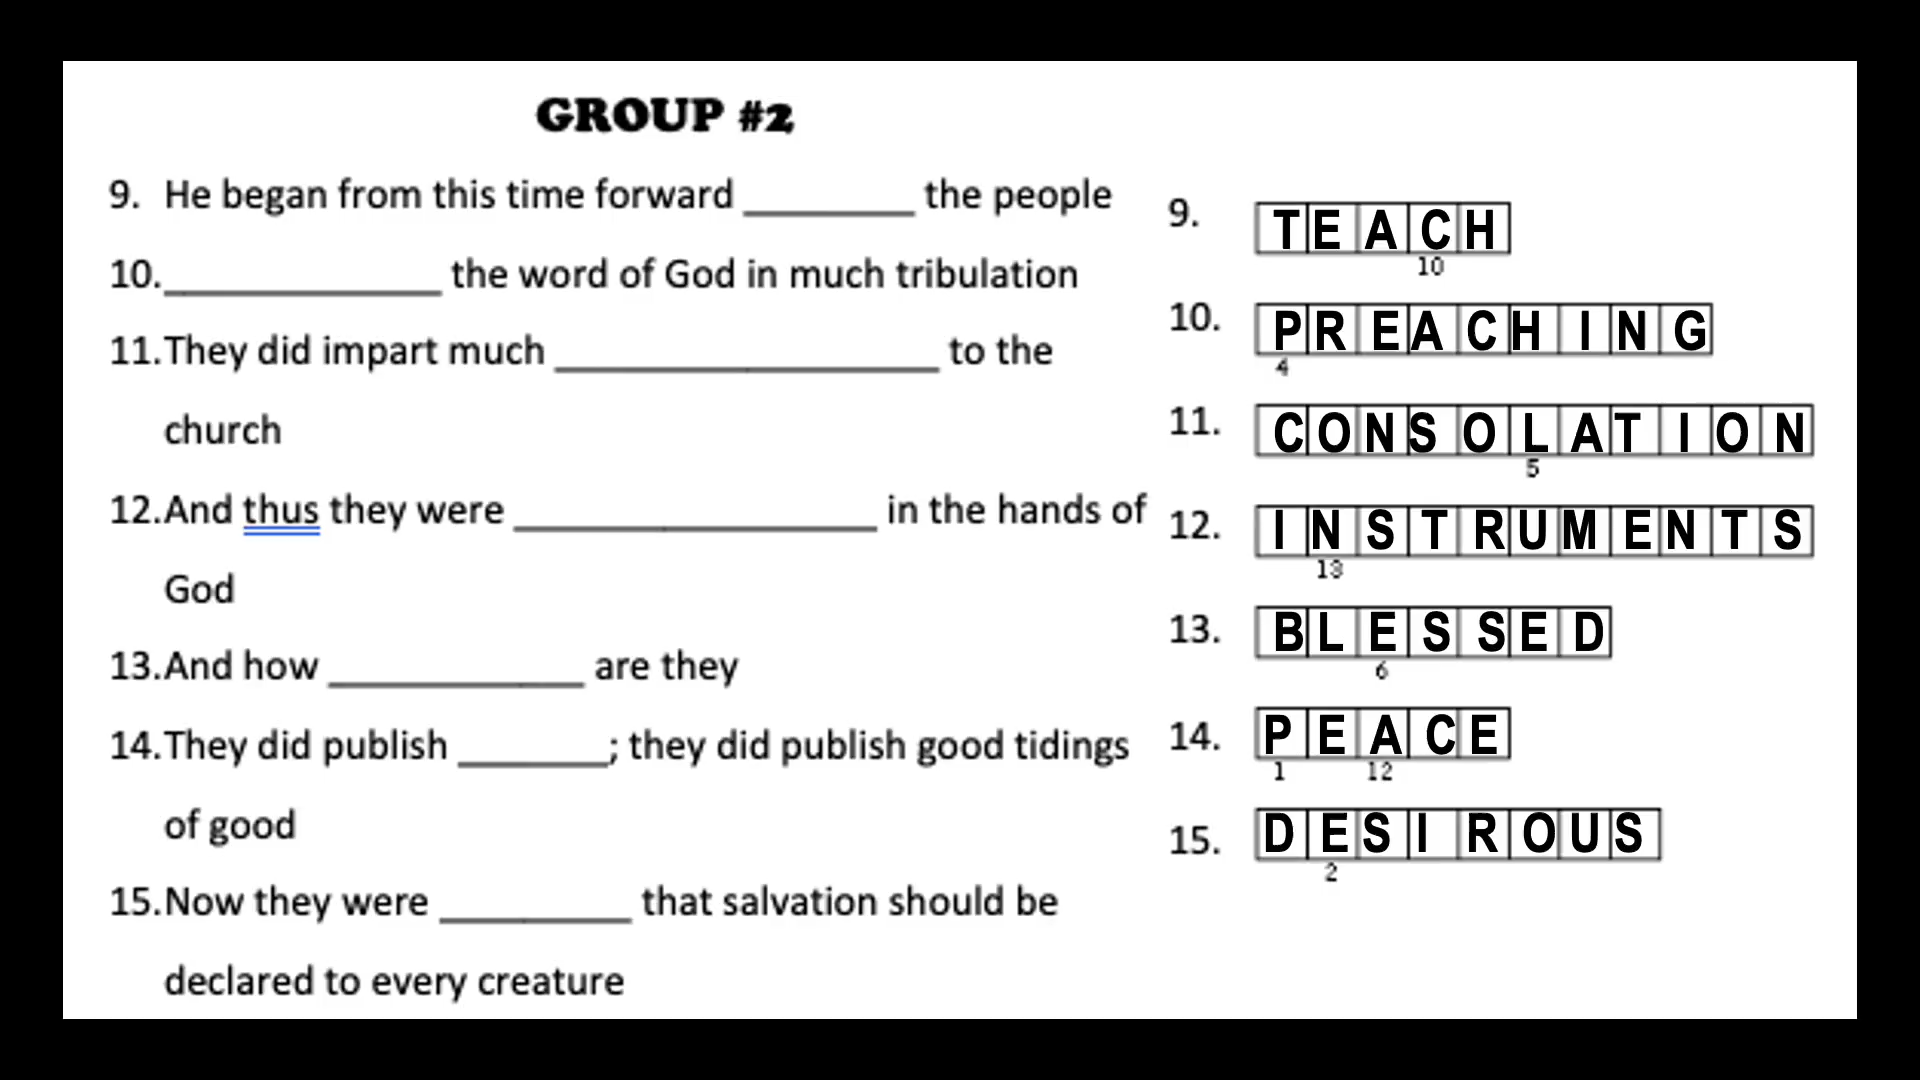 GROUP #2
9. He began from this time forward ________ the people
10.____________ the word of God in much tribulation
11.They did impart much __________________ to the
church
12.And thus they were _________________ in the hands of
God
13.And how ____________ are they
14.They did publish _______; they did publish good tidings
of good
15.Now they were _________ that salvation should be
declared to every creature
9. TEACH
10
10. PREACHING
4
11. CONSOLATION
5
12. INSTRUMENTS
13
13. BLESSED
6
14. PEACE
1 12
15. DESIROUS
2